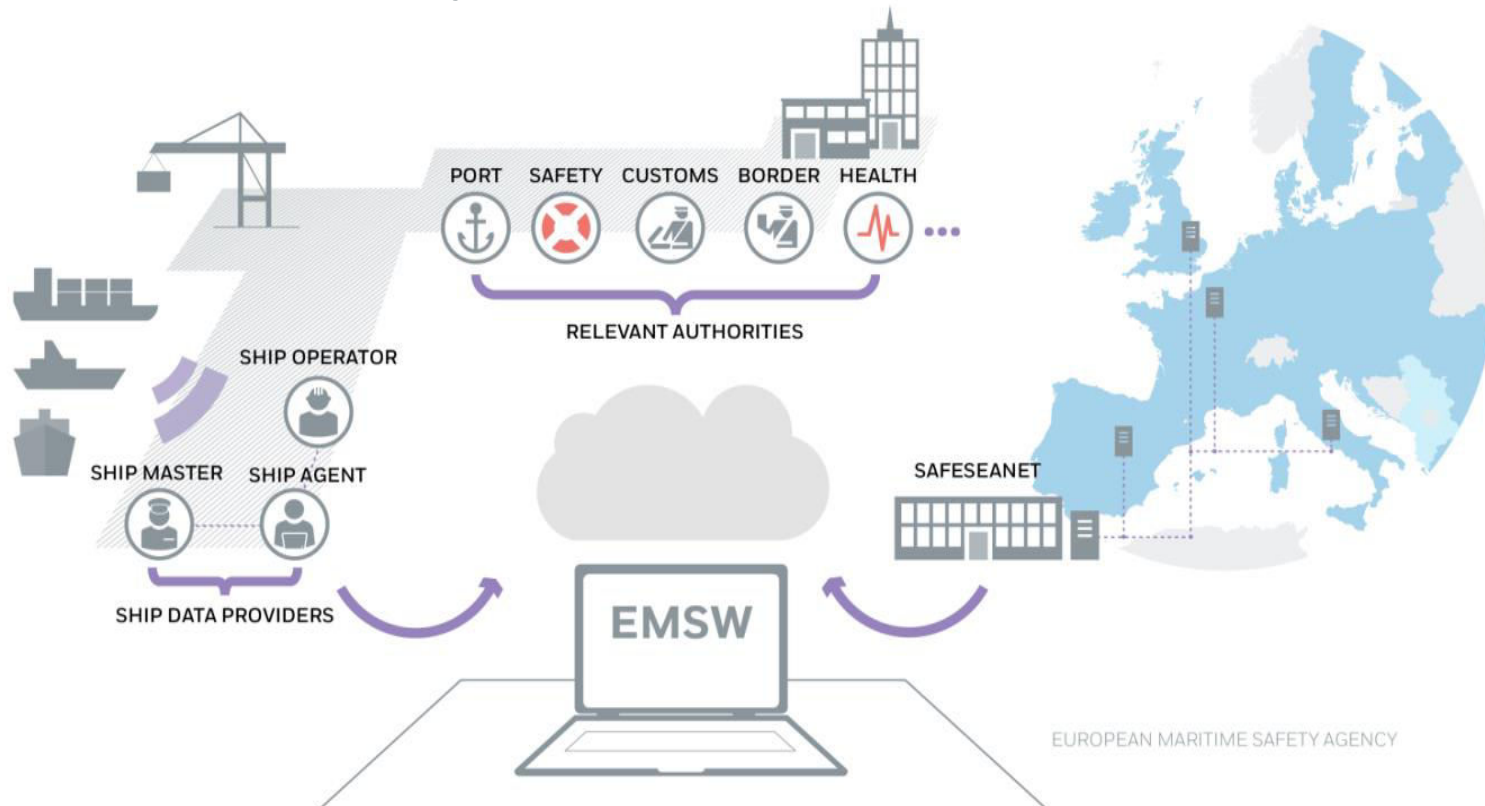 PORT
SAFETY
CUSTOMS
BORDER
HEALTH
RELEVANT AUTHORITIES
SHIP OPERATOR
SHIP MASTER
SHIP AGENT
SHIP DATA PROVIDERS
SAFESEANET
EMSW
EUROPEAN MARITIME SAFETY AGENCY